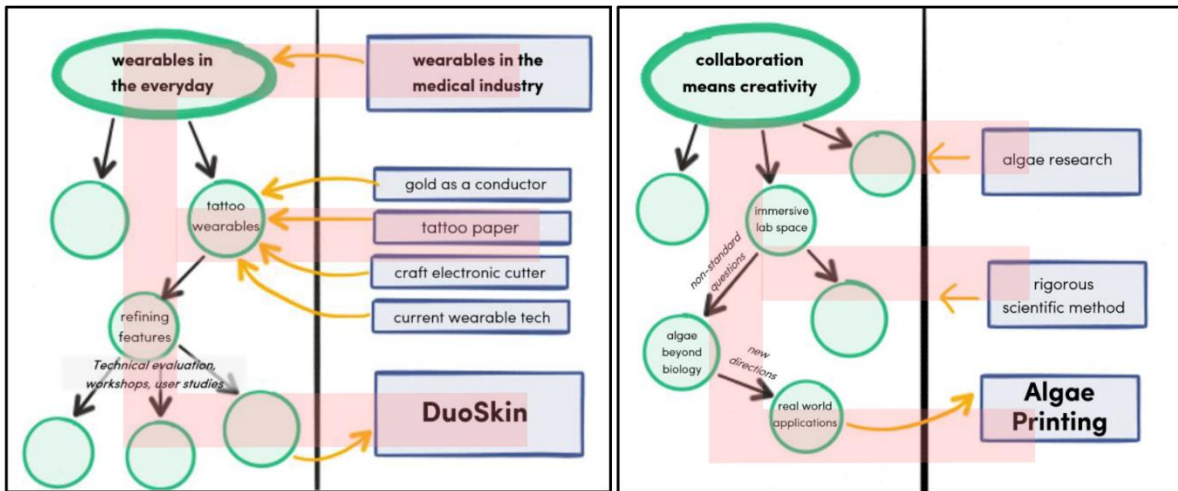 wearables in
the everyday
wearables in the
medical industry
gold as a conductor
tattoo
wearables
tattoo paper
craft electronic cutter
current wearable tech
refining
features
Technical evaluation,
workshops, user studies
DuoSkin
collaboration
means creativity
algae research
immersive
lab space
non-standard
questions
rigorous
scientific method
algae
beyond
biology
new
directions
real world
applications
Algae
Printing